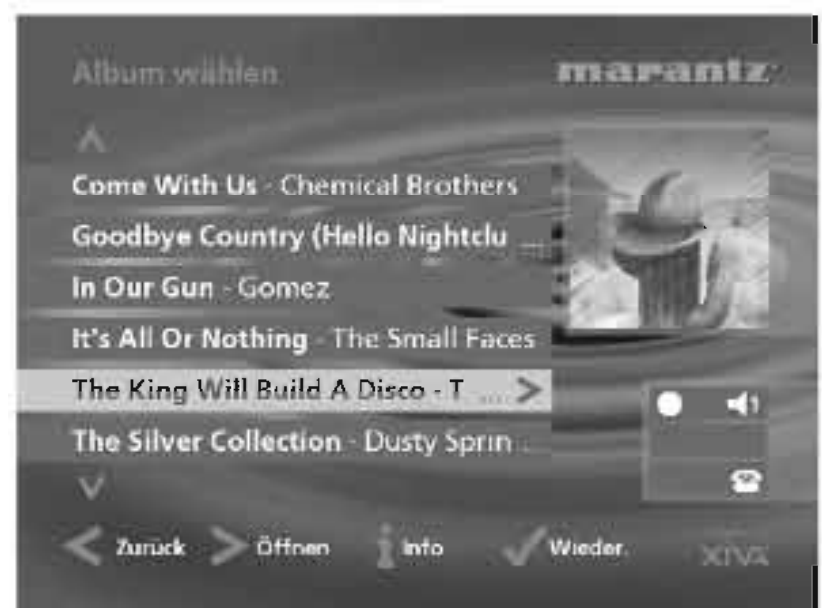 Album wählen
marantz
Come With Us - Chemical Brothers
Goodbye Country (Hello Nightclu ...
In Our Gun - Gomez
It's All Or Nothing - The Small Faces
The King Will Build A Disco - T ... >
The Silver Collection - Dusty Sprin ...
1
Zurück Öffnen Info Wieder.
XIVA